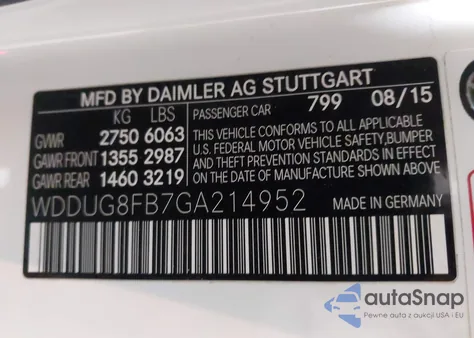 MFD BY DAIMLER AG STUTTGART
KG LBS PASSENGER CAR 799 08/15
GVWR 2750 6063
GAWR FRONT 1355 2987
GAWR REAR 1460 3219
THIS VEHICLE CONFORMS TO ALL APPLICABLE
U.S. FEDERAL MOTOR VEHICLE SAFETY, BUMPER
AND THEFT PREVENTION STANDARDS IN EFFECT
ON THE DATE OF MANUFACTURE SHOWN ABOVE.
WDDUG8FB7GA214952
MADE IN GERMANY
autoSnap
Pewne auta z aukcji USA i EU